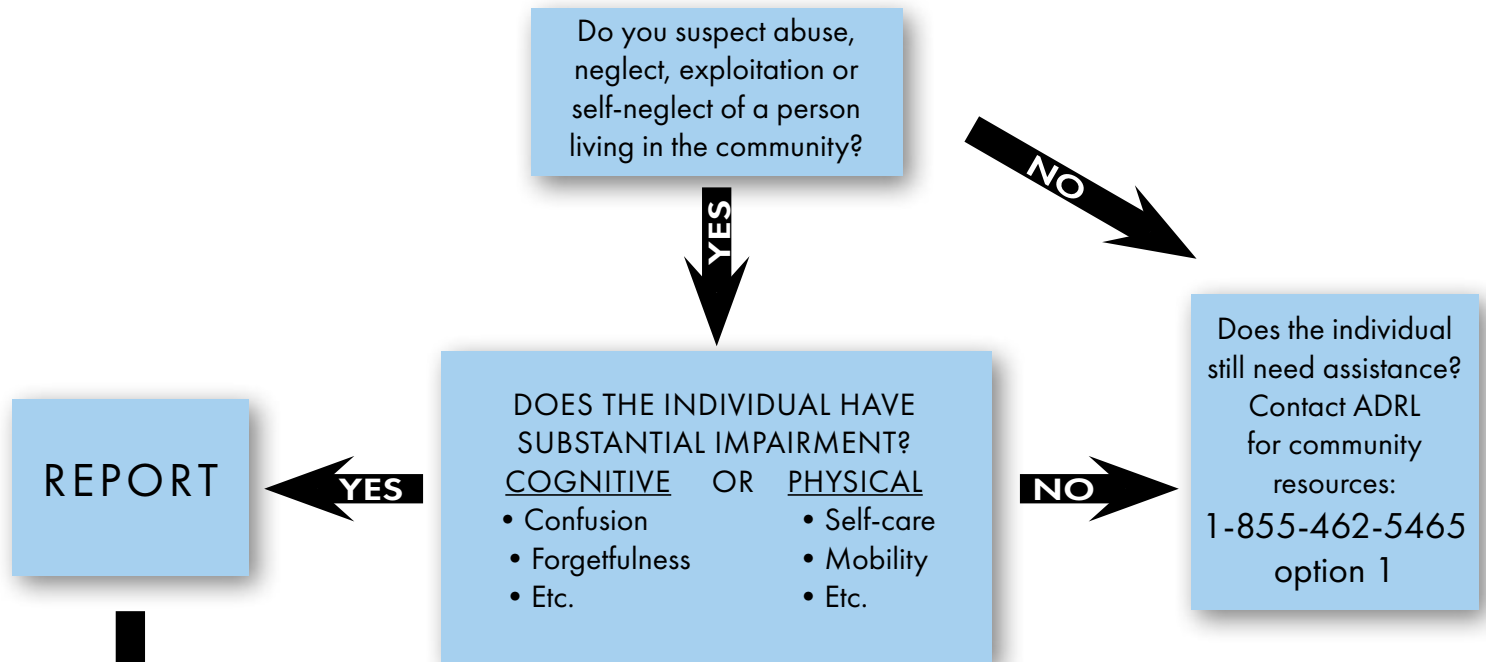 Do you suspect abuse,
neglect, exploitation or
self-neglect of a person
living in the community?
NO
YES
DOES THE INDIVIDUAL HAVE
SUBSTANTIAL IMPAIRMENT?
COGNITIVE OR PHYSICAL
• Confusion • Self-care
• Forgetfulness • Mobility
• Etc. • Etc.
YES
REPORT
NO
Does the individual
still need assistance?
Contact ADRL
for community
resources:
1-855-462-5465
option 1